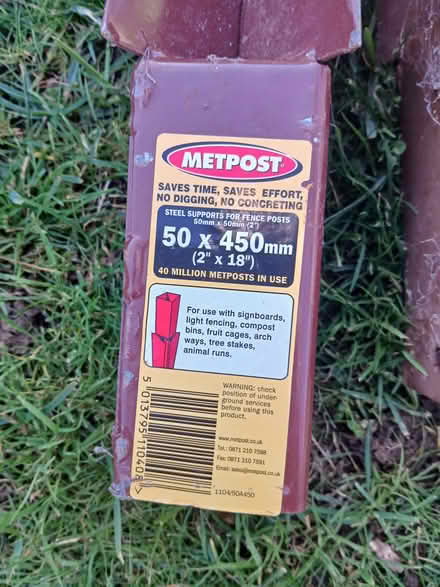 METPOST
SAVES TIME, SAVES EFFORT,
NO DIGGING, NO CONCRETING
STEEL SUPPORTS FOR FENCE POSTS
50mm x 50mm (2")
50 x 450mm
(2" x 18")
40 MILLION METPOSTS IN USE
For use with signboards,
light fencing, compost
bins, fruit cages, arch
ways, tree stakes,
animal runs.
WARNING: check
position of under-
ground services
before using this
product.
www.metpost.co.uk
Tel.: 0871 210 7588
Fax: 0871 210 7591
Email: sales@metpost.co.uk
1104/50A450
5 013795 110408 >